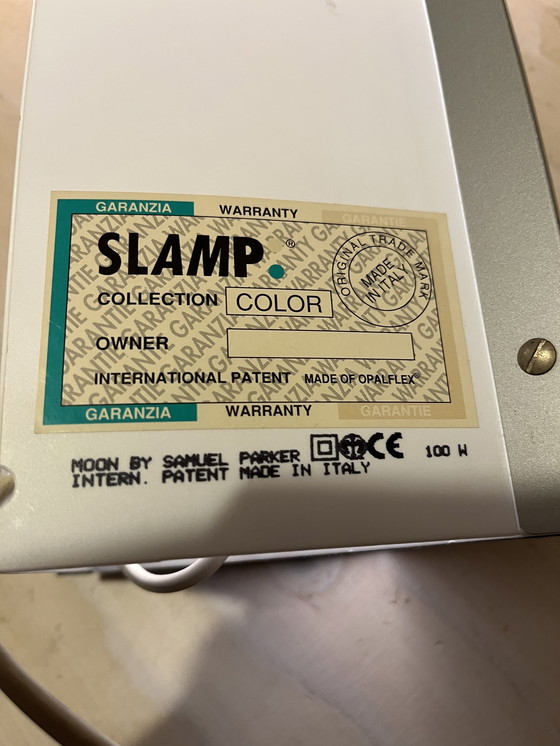 GARANZIA WARRANTY GARANTIE
SLAMP®
ORIGINAL TRADE MARK
MADE IN ITALY
COLLECTION COLOR
OWNER
INTERNATIONAL PATENT MADE OF OPALFLEX®
GARANZIA WARRANTY GARANTIE
MOON BY SAMUEL PARKER CE 100 W
INTERN. PATENT MADE IN ITALY